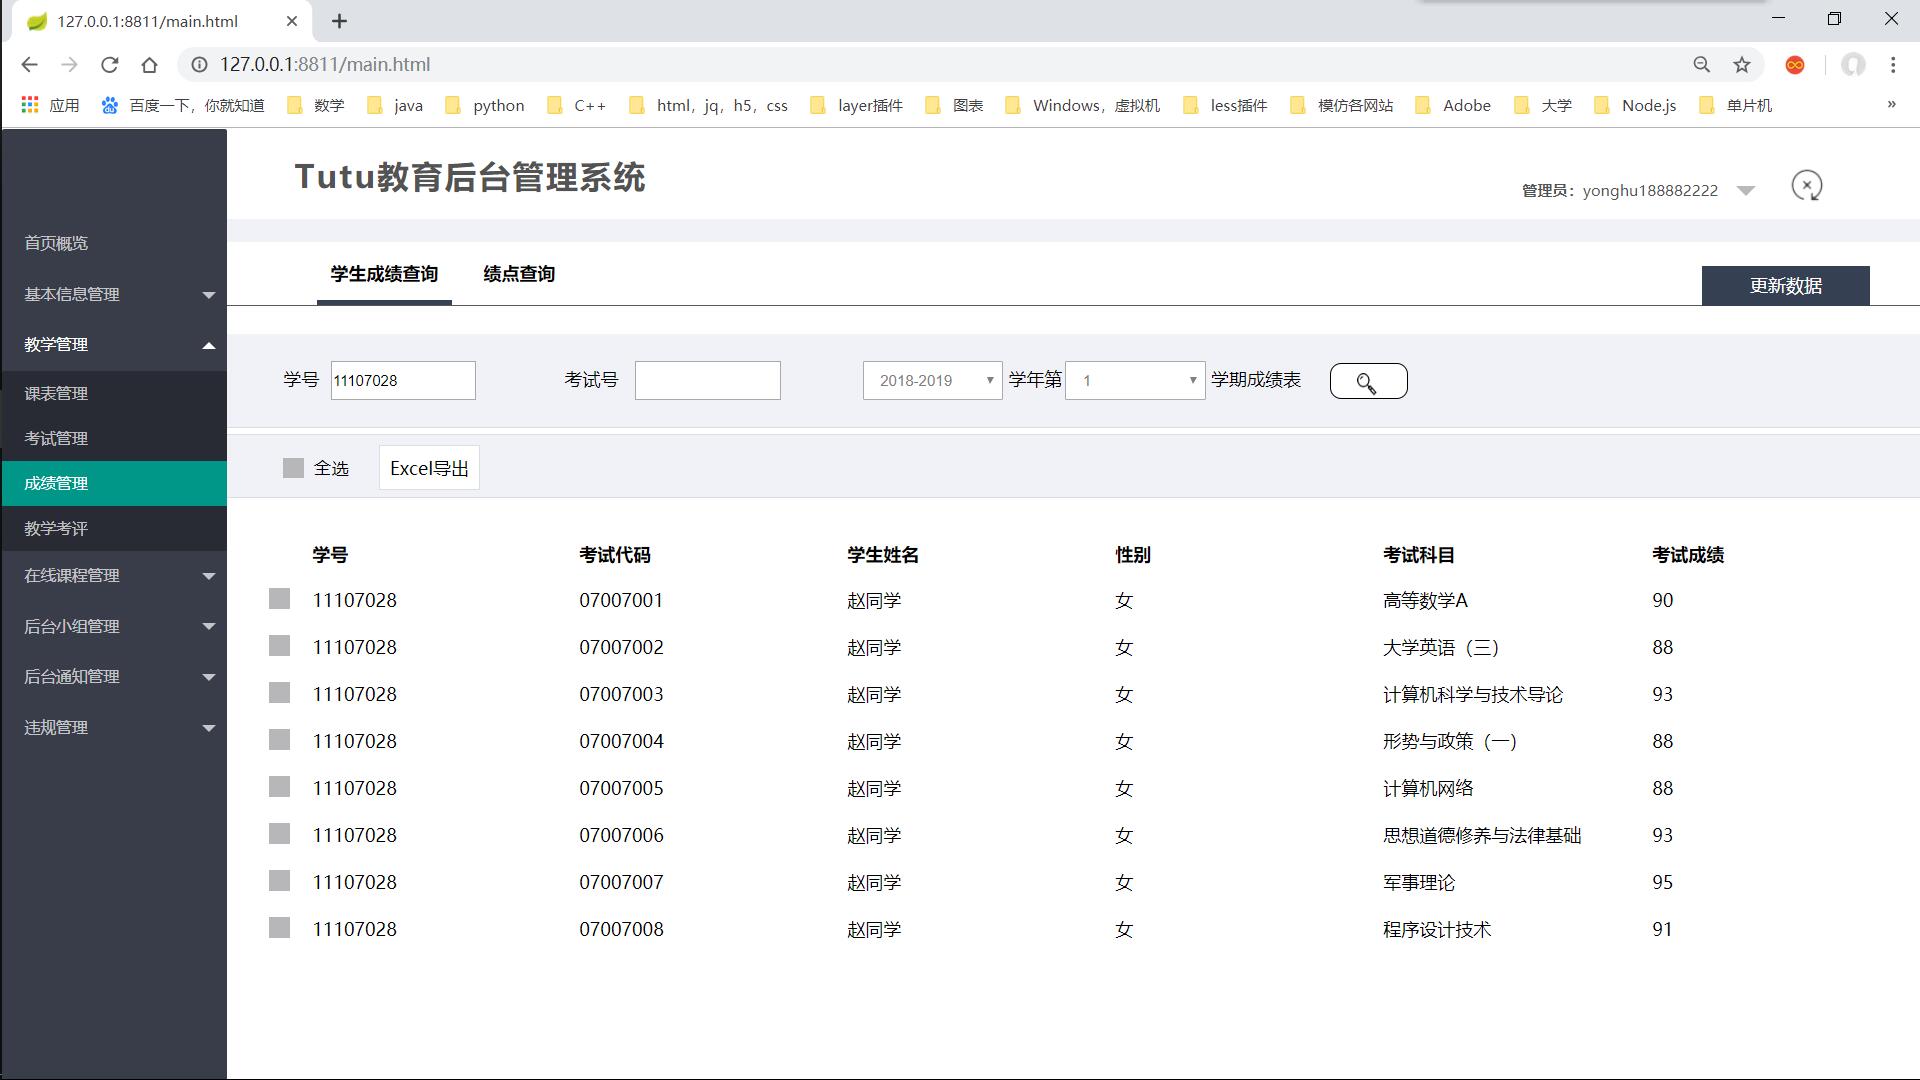 127.0.0.1:8811/main.html
127.0.0.1:8811/main.html
应用 百度一下，你就知道 数学 java python C++ html，jq，h5，css layer插件 图表 Windows，虚拟机 less插件 模仿各网站 Adobe 大学 Node.js 单片机 »
Tutu教育后台管理系统
管理员：yonghu188882222
首页概览
基本信息管理
教学管理
课表管理
考试管理
成绩管理
教学考评
在线课程管理
后台小组管理
后台通知管理
违规管理
学生成绩查询 绩点查询 更新数据
学号 11107028 考试号 2018-2019 学年第 1 学期成绩表
全选 Excel导出
学号 考试代码 学生姓名 性别 考试科目 考试成绩
11107028 07007001 赵同学 女 高等数学A 90
11107028 07007002 赵同学 女 大学英语（三） 88
11107028 07007003 赵同学 女 计算机科学与技术导论 93
11107028 07007004 赵同学 女 形势与政策（一） 88
11107028 07007005 赵同学 女 计算机网络 88
11107028 07007006 赵同学 女 思想道德修养与法律基础 93
11107028 07007007 赵同学 女 军事理论 95
11107028 07007008 赵同学 女 程序设计技术 91